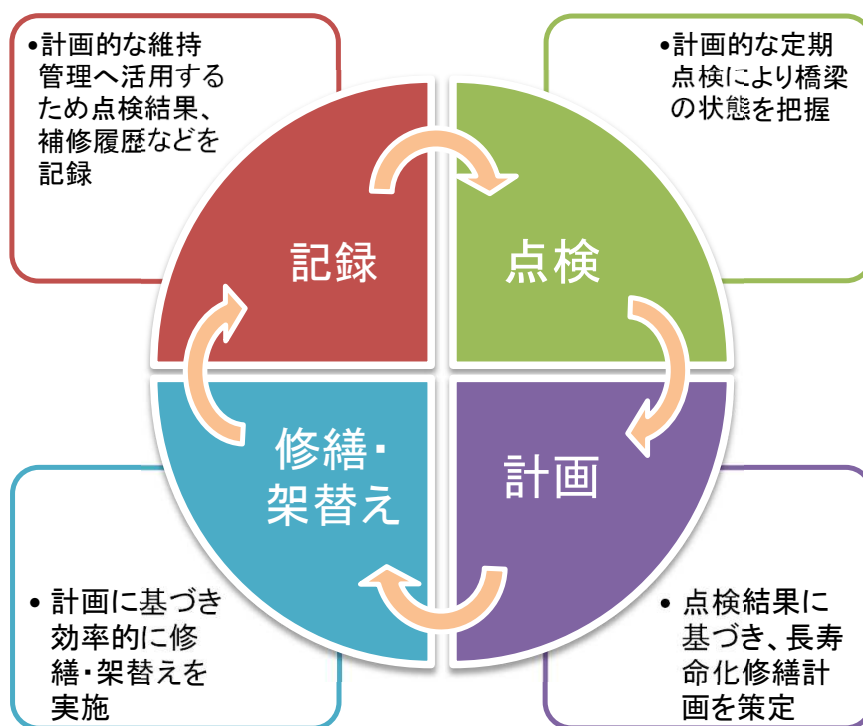 •計画的な維持
管理へ活用する
ため点検結果、
補修履歴などを
記録
•計画的な定期
点検により橋梁
の状態を把握
記録
点検
修繕・
架替え
計画
• 計画に基づき
効率的に修
繕・架替えを
実施
• 点検結果に
基づき、長寿
命化修繕計
画を策定